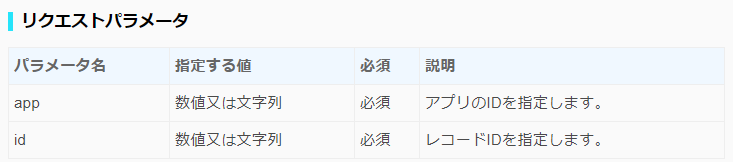 リクエストパラメータ
パラメータ名 指定する値 必須 説明
app 数値又は文字列 必須 アプリのIDを指定します。
id 数値又は文字列 必須 レコードIDを指定します。